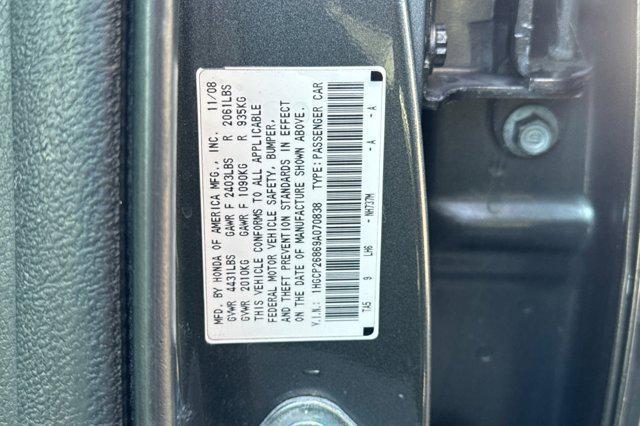 MFD. BY HONDA OF AMERICA MFG., INC. 11/08
GVWR 4431LBS GAWR F 2403LBS R 2061LBS
GVWR 2010KG GAWR F 1090KG R 935KG
THIS VEHICLE CONFORMS TO ALL APPLICABLE
FEDERAL MOTOR VEHICLE SAFETY, BUMPER,
AND THEFT PREVENTION STANDARDS IN EFFECT
ON THE DATE OF MANUFACTURE SHOWN ABOVE.
V.I.N.: 1HGCP26869A070838 TYPE: PASSENGER CAR
TA5 9 LH6 - NH737M - A - A